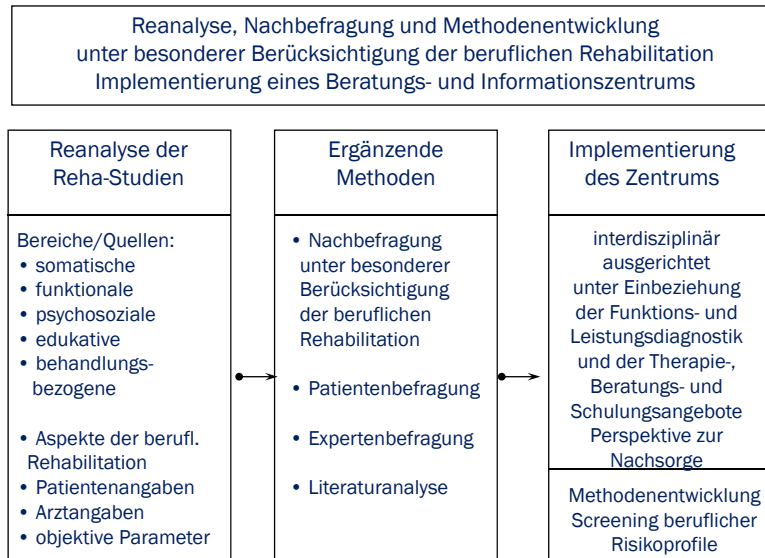 Reanalyse, Nachbefragung und Methodenentwicklung
unter besonderer Berücksichtigung der beruflichen Rehabilitation
Implementierung eines Beratungs- und Informationszentrums
Reanalyse der
Reha-Studien
Bereiche/Quellen:
• somatische
• funktionale
• psychosoziale
• edukative
• behandlungs-
bezogene
• Aspekte der berufl.
Rehabilitation
• Patientenangaben
• Arztangaben
• objektive Parameter
Ergänzende
Methoden
• Nachbefragung
unter besonderer
Berücksichtigung
der beruflichen
Rehabilitation
• Patientenbefragung
• Expertenbefragung
• Literaturanalyse
Implementierung
des Zentrums
interdisziplinär
ausgerichtet
unter Einbeziehung
der Funktions- und
Leistungsdiagnostik
und der Therapie-,
Beratungs- und
Schulungsangebote
Perspektive zur
Nachsorge
Methodenentwicklung
Screening beruflicher
Risikoprofile